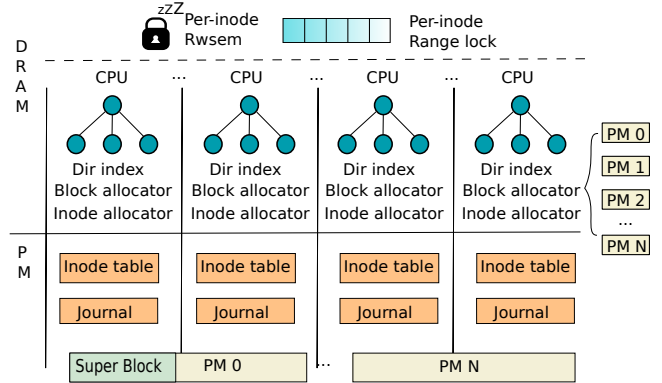 zzZ
Per-inode
Rwsem
Per-inode
Range lock
D
R
A
M
CPU ... CPU ... CPU ... CPU
Dir index Dir index Dir index Dir index
Block allocator Block allocator Block allocator Block allocator
Inode allocator Inode allocator Inode allocator Inode allocator
PM 0
PM 1
PM 2
...
PM N
P
M
Inode table Inode table Inode table Inode table
Journal Journal Journal Journal
Super Block PM 0 ... PM N